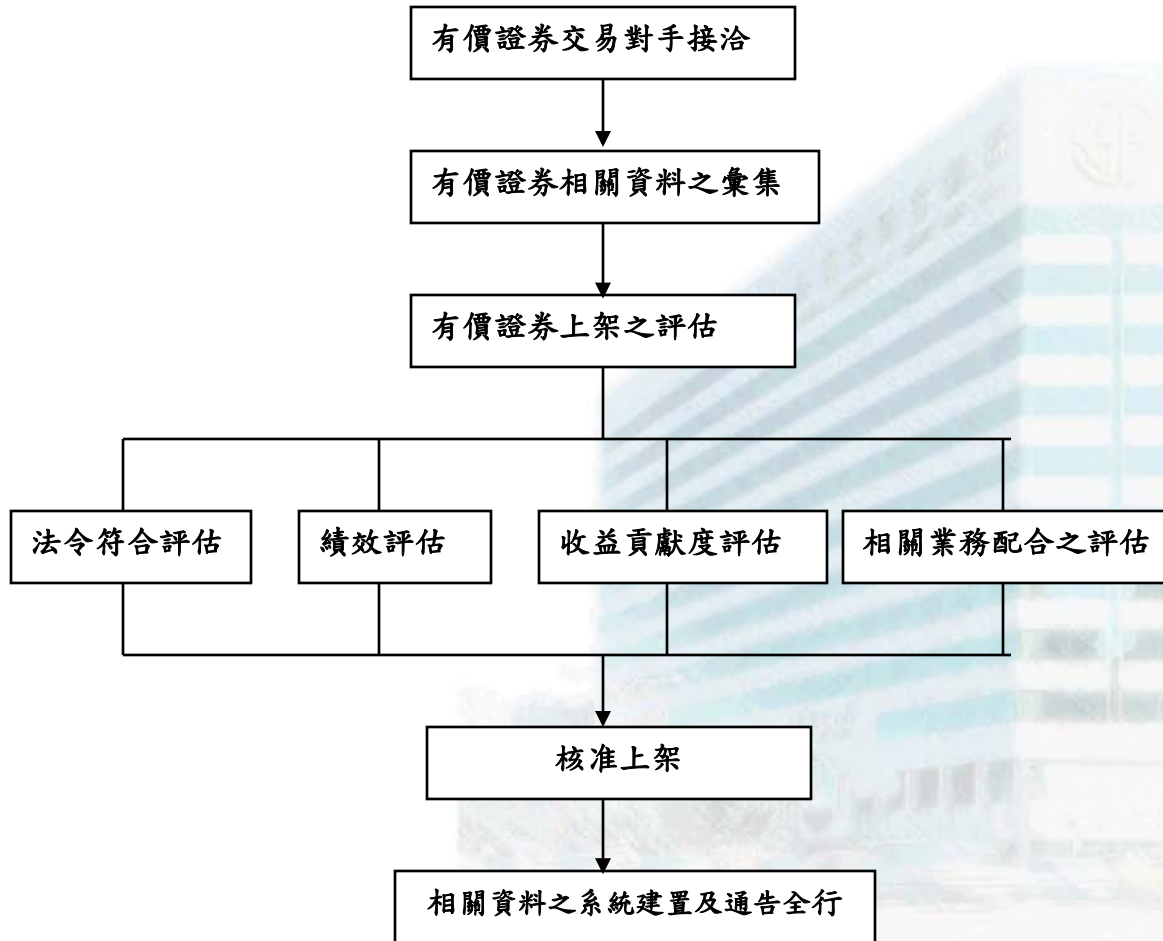 有價證券交易對手接洽
有價證券相關資料之彙集
有價證券上架之評估
法令符合評估
績效評估
收益貢獻度評估
相關業務配合之評估
核准上架
相關資料之系統建置及通告全行